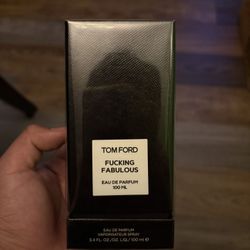 TOM FORD
FUCKING
FABULOUS
EAU DE PARFUM
100 ML
EAU DE PARFUM
VAPORISATEUR SPRAY
3.4 FL.OZ./OZ. LIQ/100 ml ℮